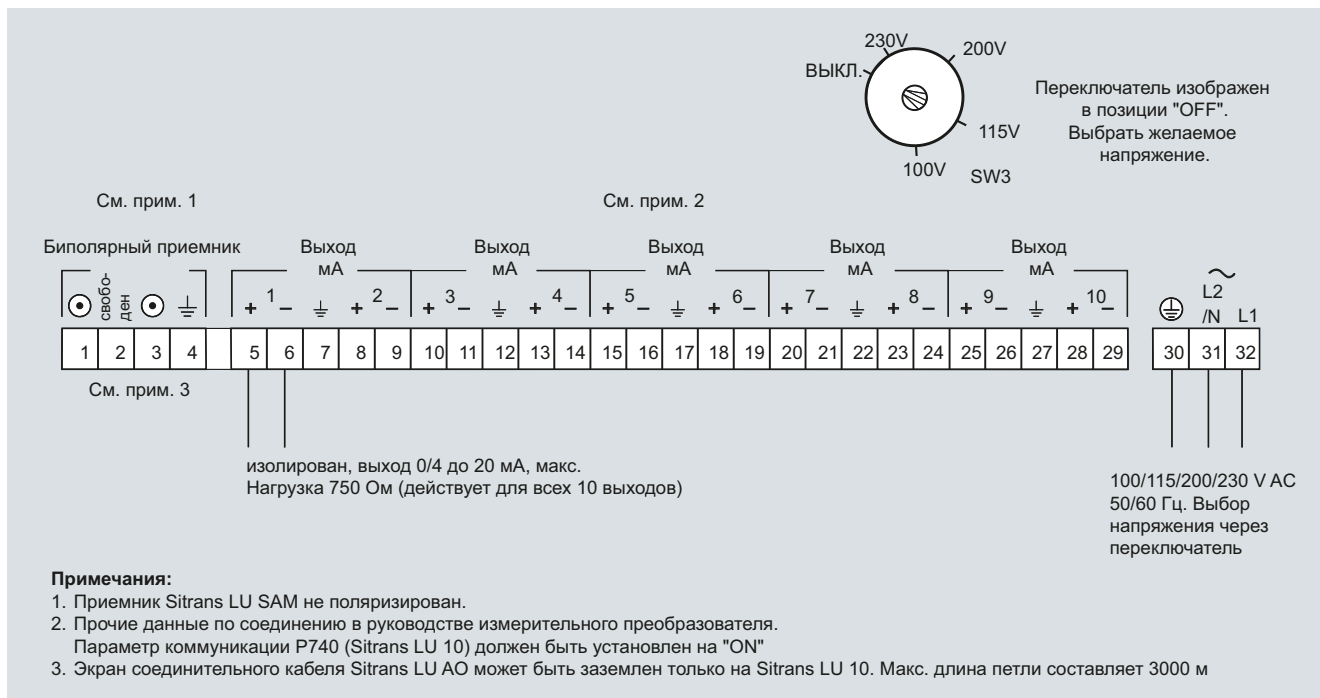 230V
200V
ВЫКЛ.
115V
100V
SW3
Переключатель изображен
в позиции "OFF".
Выбрать желаемое
напряжение.
См. прим. 1
См. прим. 2
Биполярный приемник
Выход
мА
Выход
мА
Выход
мА
Выход
мА
Выход
мА
свобо-
ден
+ 1 – + 2 – + 3 – + 4 – + 5 – + 6 – + 7 – + 8 – + 9 – + 10 –
L2
/N
L1
1 2 3 4 5 6 7 8 9 10 11 12 13 14 15 16 17 18 19 20 21 22 23 24 25 26 27 28 29 30 31 32
См. прим. 3
изолирован, выход 0/4 до 20 мА, макс.
Нагрузка 750 Ом (действует для всех 10 выходов)
100/115/200/230 V AC
50/60 Гц. Выбор
напряжения через
переключатель
Примечания:
1. Приемник Sitrans LU SAM не поляризирован.
2. Прочие данные по соединению в руководстве измерительного преобразователя.
Параметр коммуникации P740 (Sitrans LU 10) должен быть установлен на "ON"
3. Экран соединительного кабеля Sitrans LU AO может быть заземлен только на Sitrans LU 10. Макс. длина петли составляет 3000 м